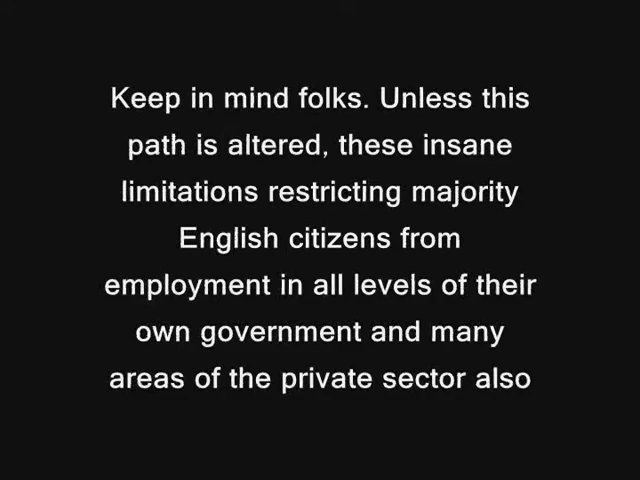 Keep in mind folks. Unless this
path is altered, these insane
limitations restricting majority
English citizens from
employment in all levels of their
own government and many
areas of the private sector also